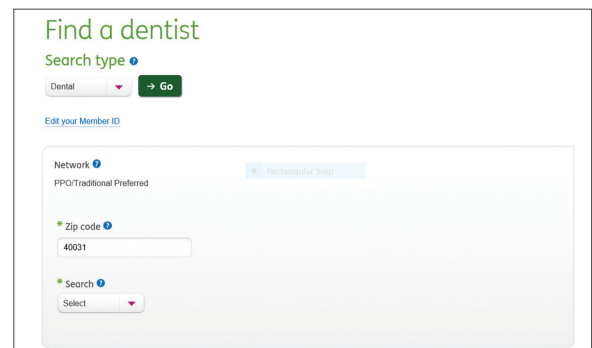 Find a dentist
Search type ?
Dental
→ Go
Edit your Member ID
Network ?
Rectangular Snip
PPO/Traditional Preferred
* Zip code ?
40031
* Search ?
Select